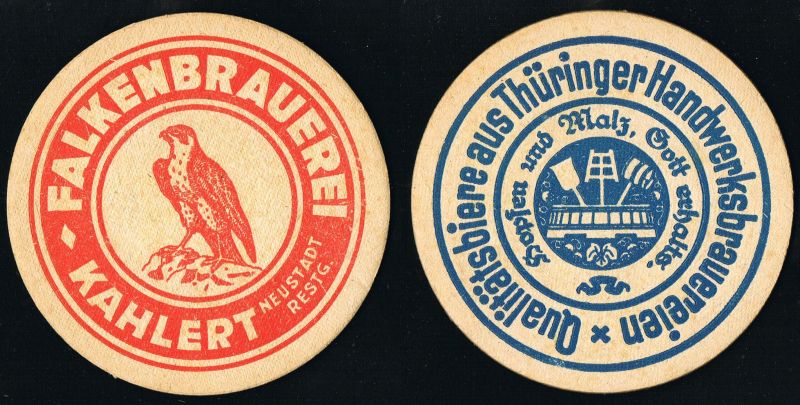 FALKENBRAUEREI
KAHLERT
NEUSTADT
RESTG.
Qualitätsbiere aus Thüringer Handwerksbrauereien
Hopfen und Malz, Gott erhalts.